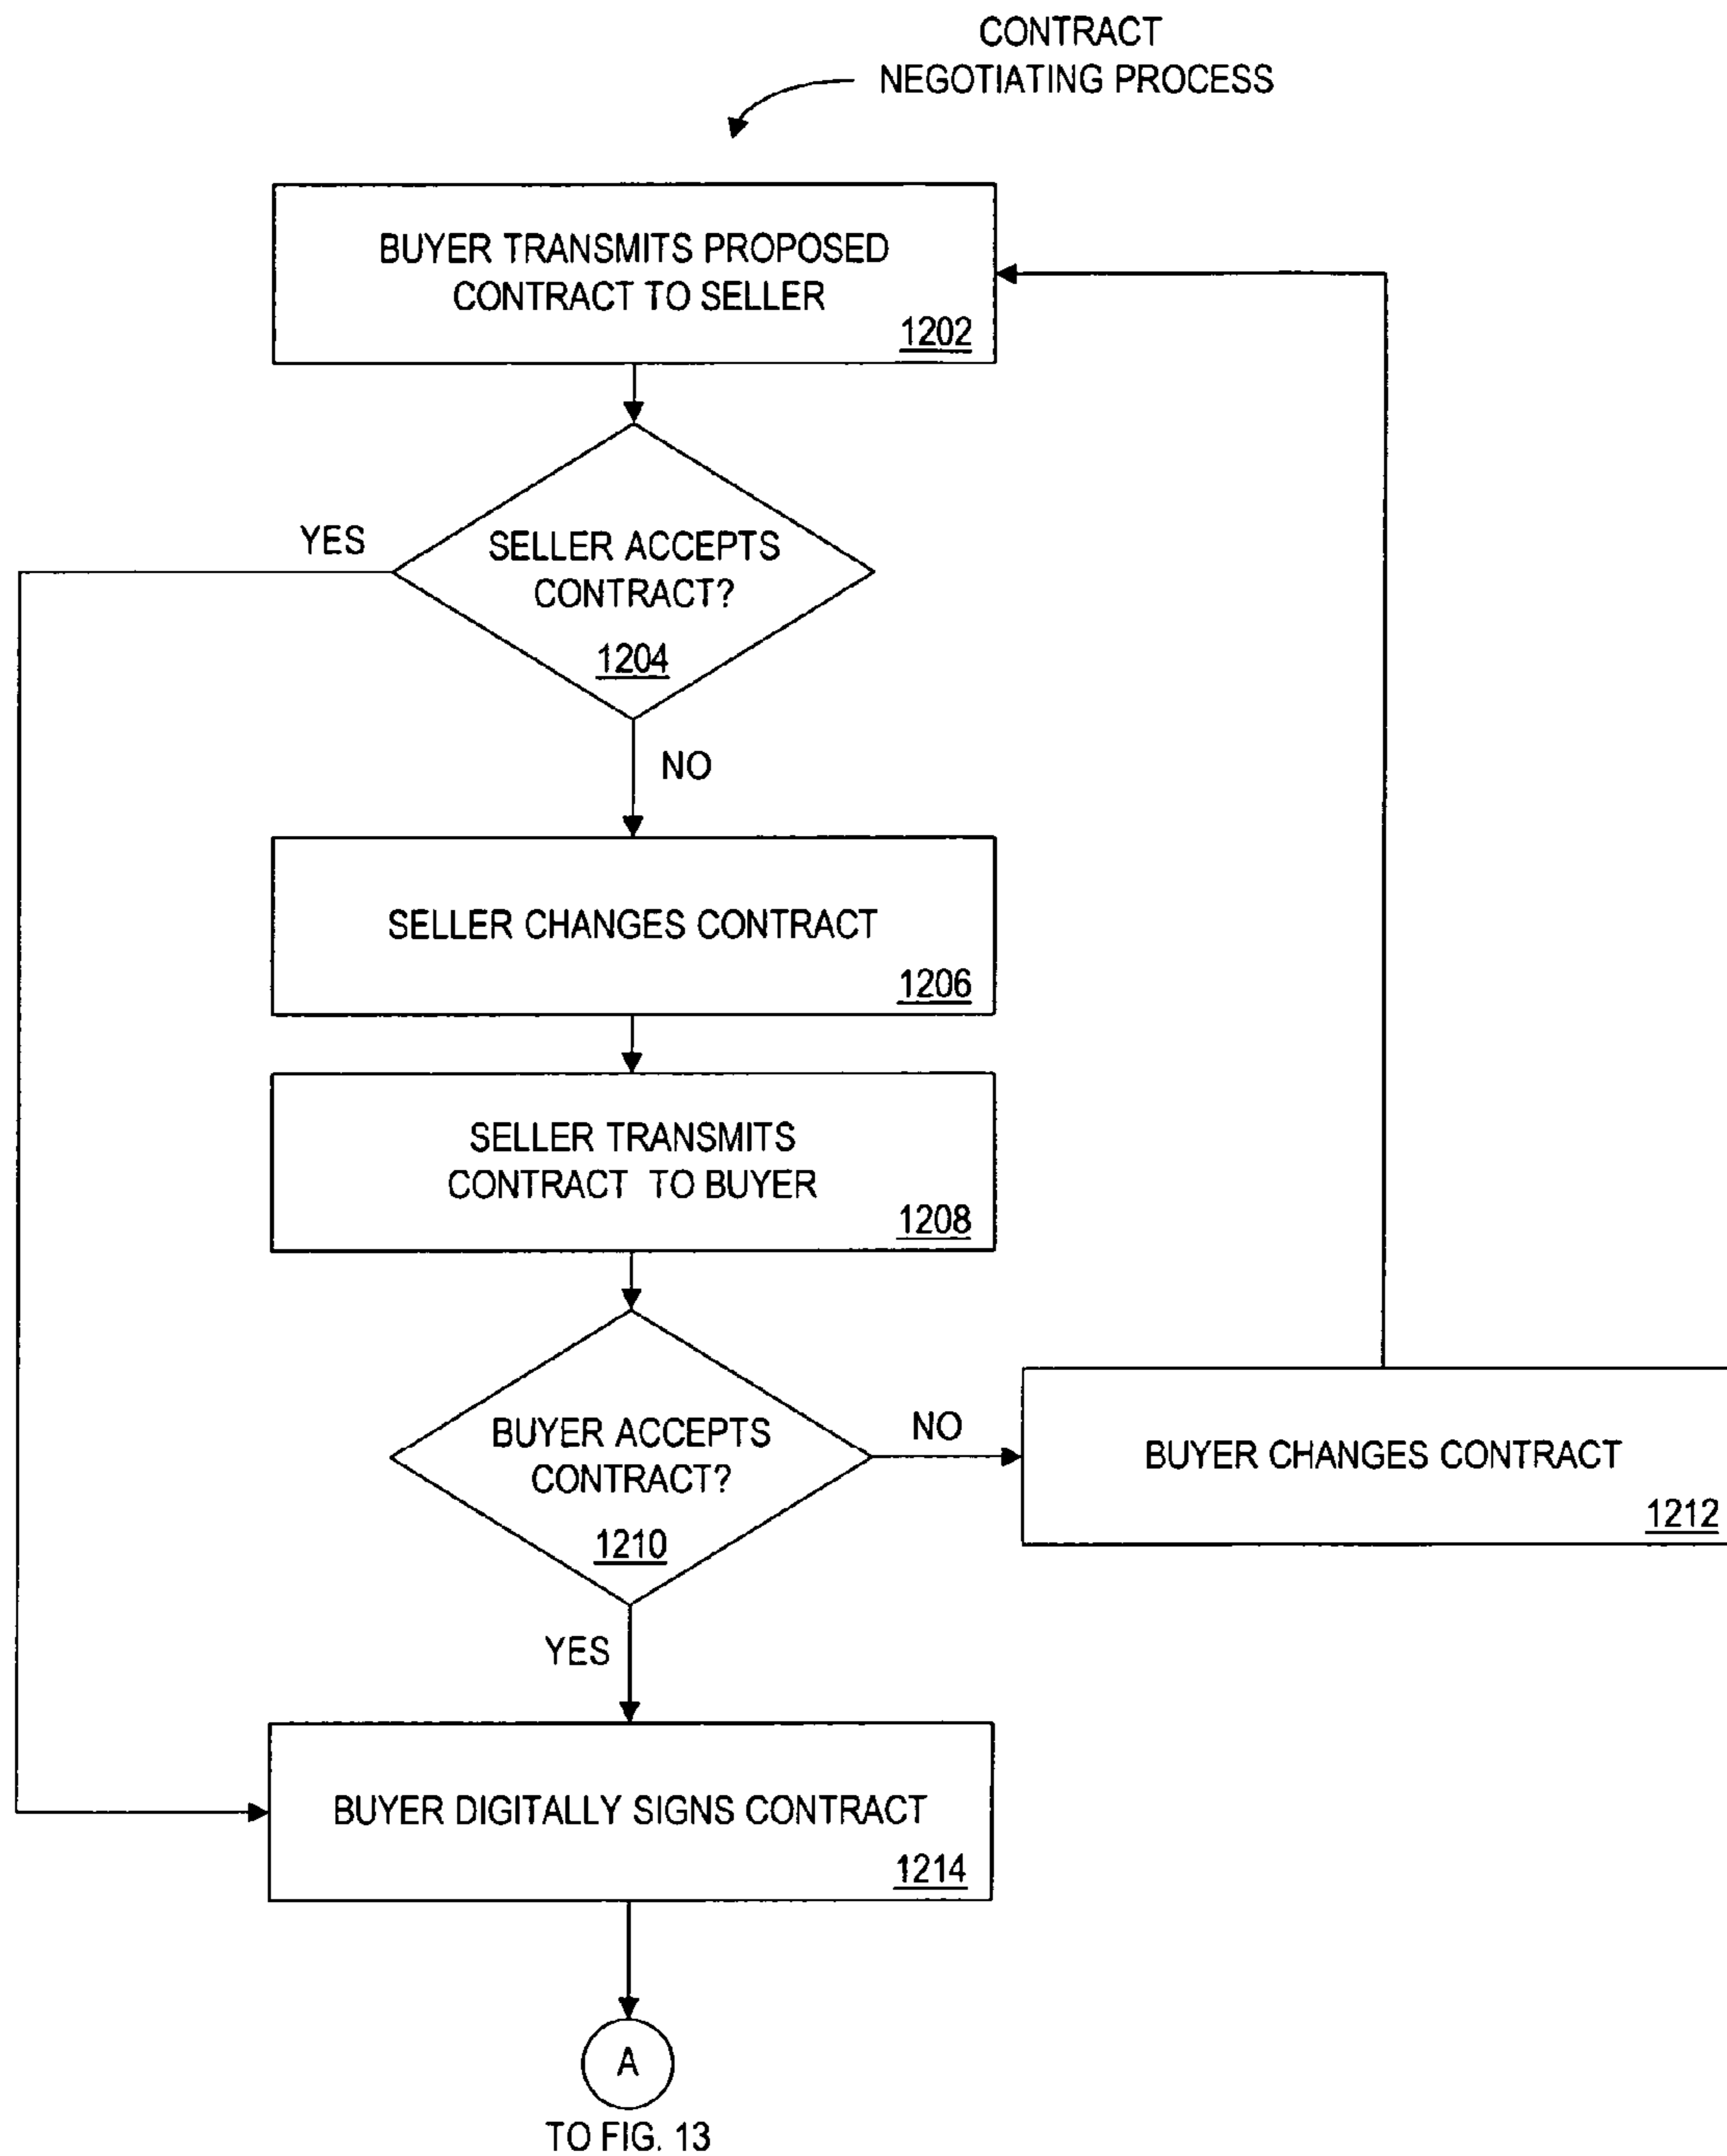 CONTRACT
NEGOTIATING PROCESS
BUYER TRANSMITS PROPOSED
CONTRACT TO SELLER
1202
YES
SELLER ACCEPTS
CONTRACT?
1204
NO
SELLER CHANGES CONTRACT
1206
SELLER TRANSMITS
CONTRACT TO BUYER
1208
BUYER ACCEPTS
CONTRACT?
1210
NO
BUYER CHANGES CONTRACT
1212
YES
BUYER DIGITALLY SIGNS CONTRACT
1214
A
TO FIG. 13